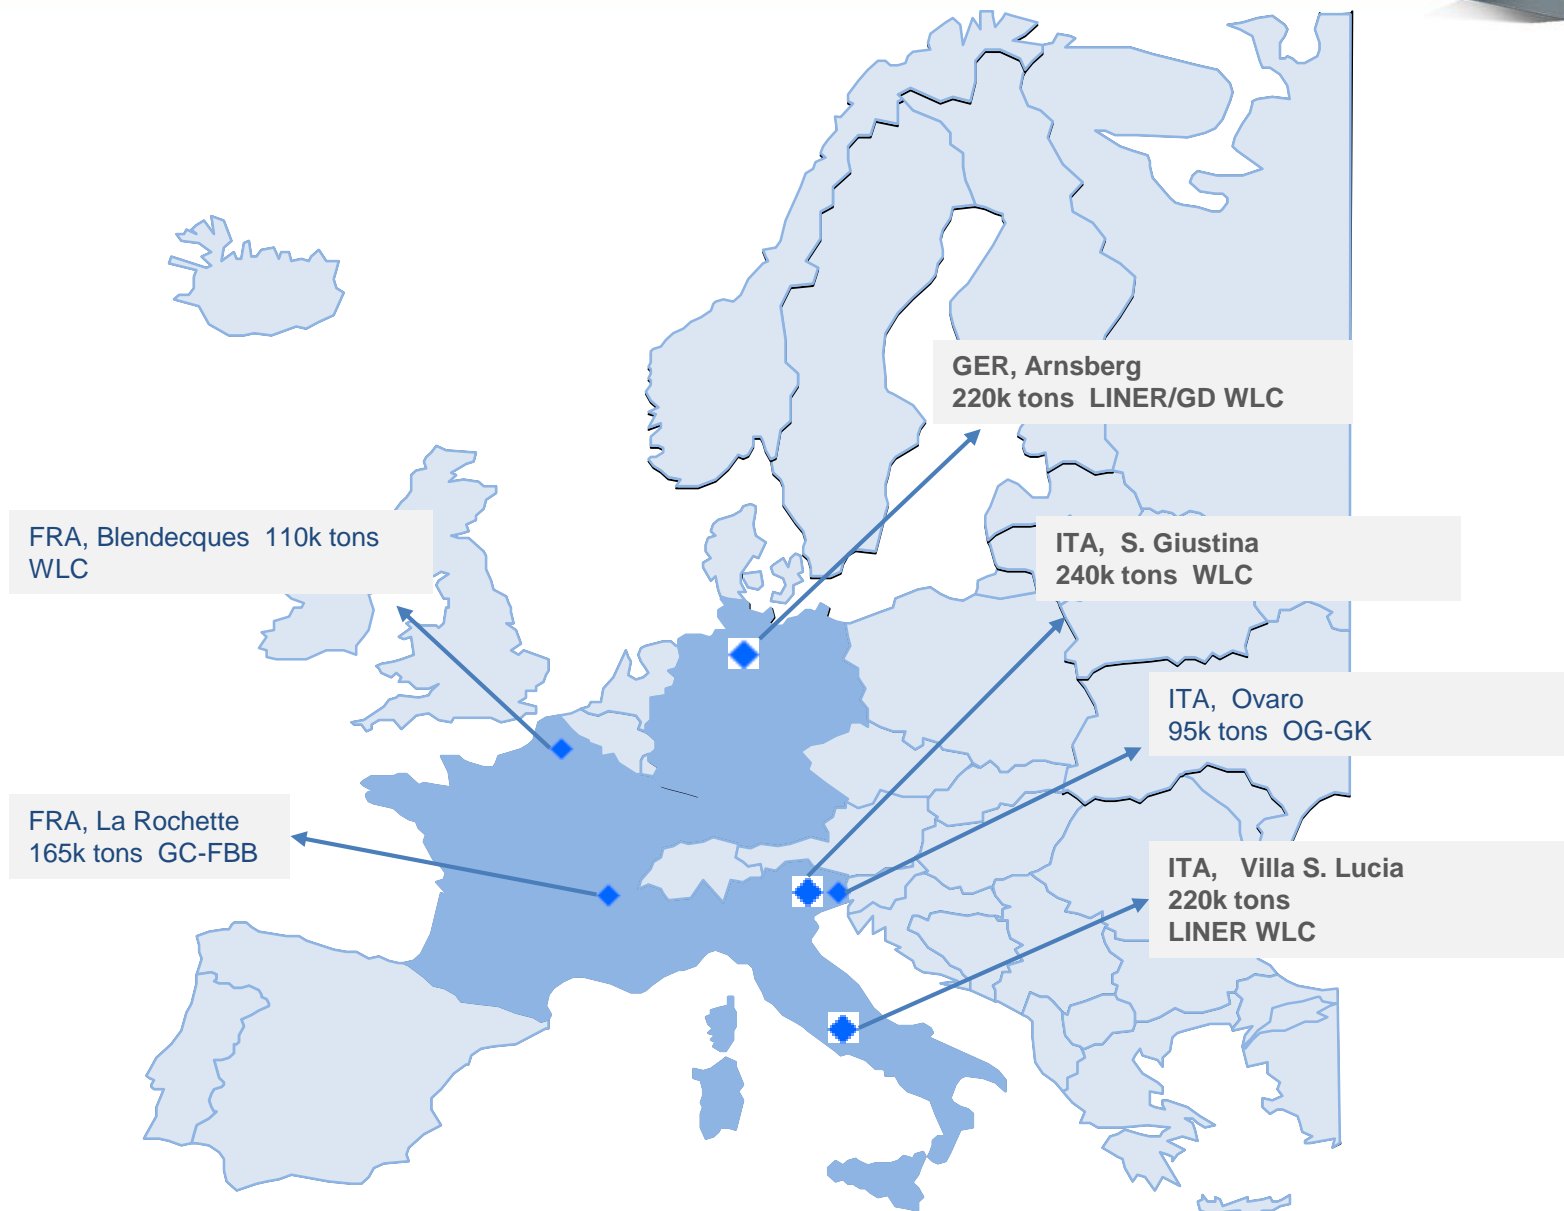 GER, Arnsberg
220k tons LINER/GD WLC
FRA, Blendecques 110k tons
WLC
ITA, S. Giustina
240k tons WLC
ITA, Ovaro
95k tons OG-GK
FRA, La Rochette
165k tons GC-FBB
ITA, Villa S. Lucia
220k tons
LINER WLC